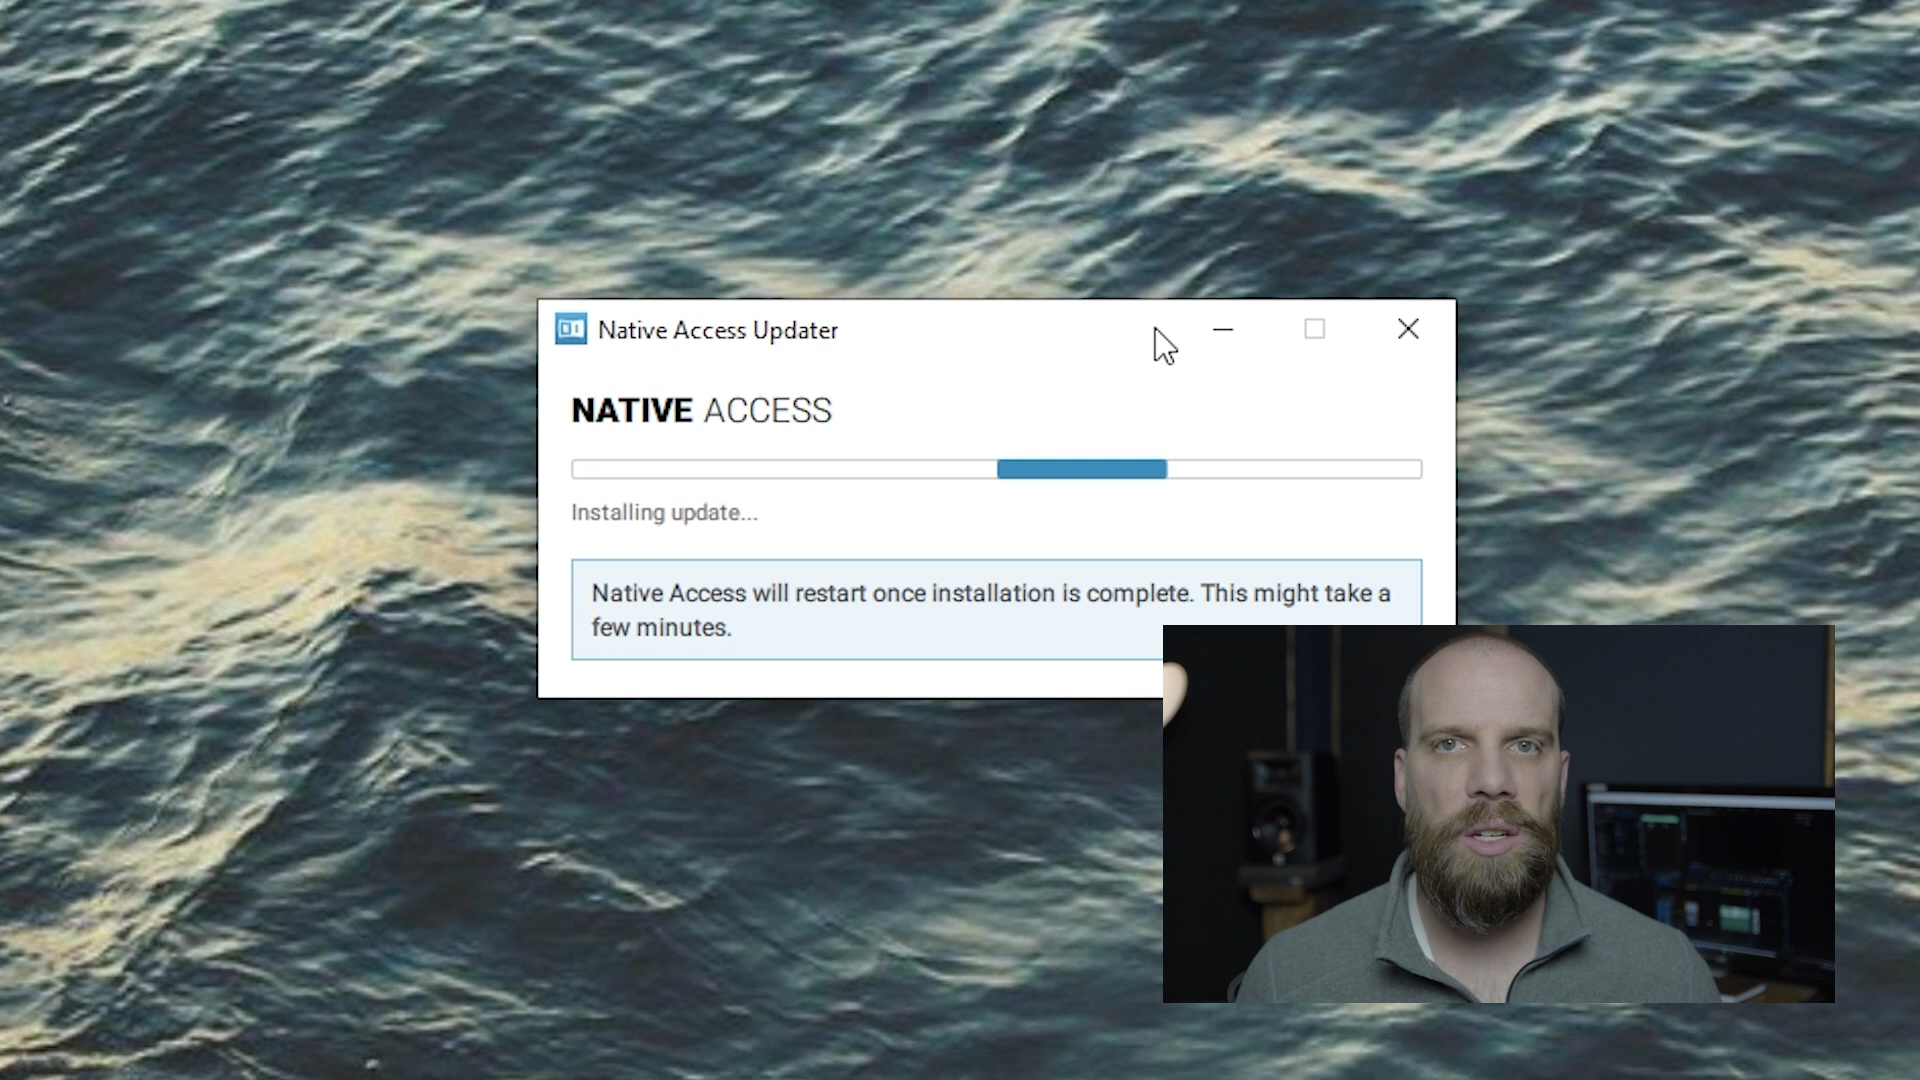 Native Access Updater
NATIVE ACCESS
Installing update...
Native Access will restart once installation is complete. This might take a
few minutes.